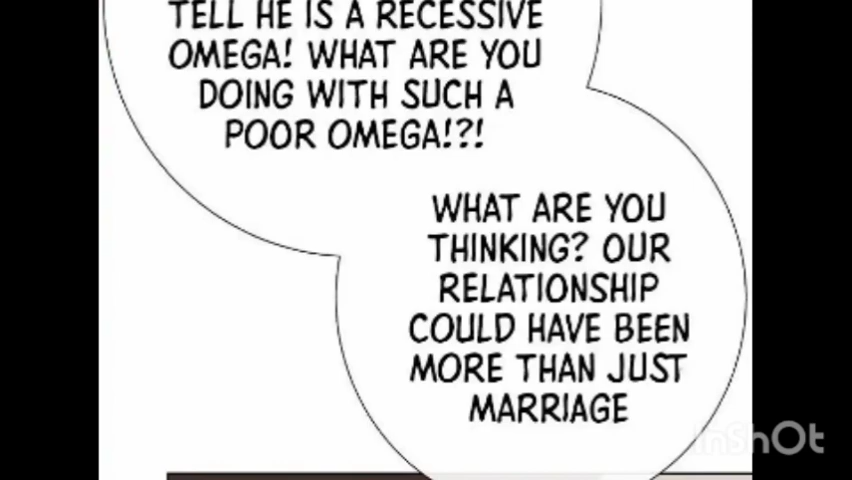 TELL HE IS A RECESSIVE
OMEGA! WHAT ARE YOU
DOING WITH SUCH A
POOR OMEGA!?!
WHAT ARE YOU
THINKING? OUR
RELATIONSHIP
COULD HAVE BEEN
MORE THAN JUST
MARRIAGE
InShOt